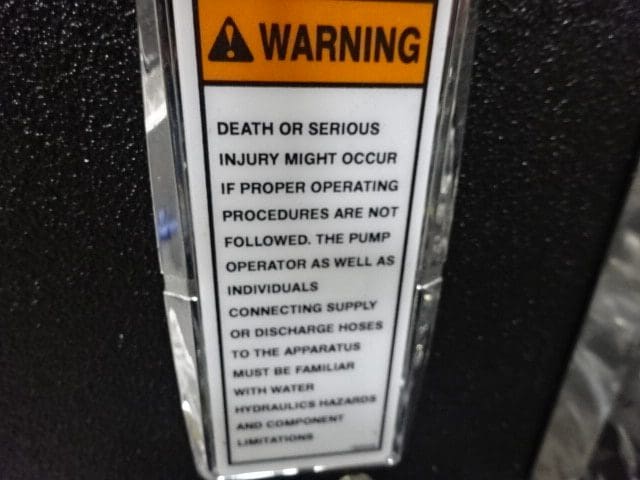 WARNING
DEATH OR SERIOUS
INJURY MIGHT OCCUR
IF PROPER OPERATING
PROCEDURES ARE NOT
FOLLOWED. THE PUMP
OPERATOR AS WELL AS
INDIVIDUALS
CONNECTING SUPPLY
OR DISCHARGE HOSES
TO THE APPARATUS
MUST BE FAMILIAR
WITH WATER
HYDRAULICS HAZARDS
AND COMPONENT
LIMITATIONS